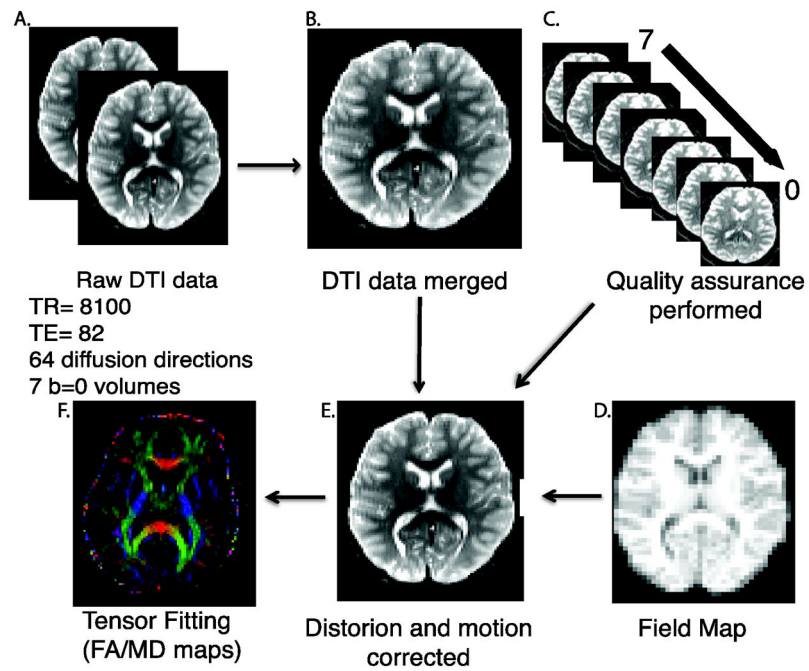 A.
B.
C.
7
0
Raw DTI data
TR= 8100
TE= 82
64 diffusion directions
7 b=0 volumes
DTI data merged
Quality assurance
performed
F.
E.
D.
Tensor Fitting
(FA/MD maps)
Distorion and motion
corrected
Field Map